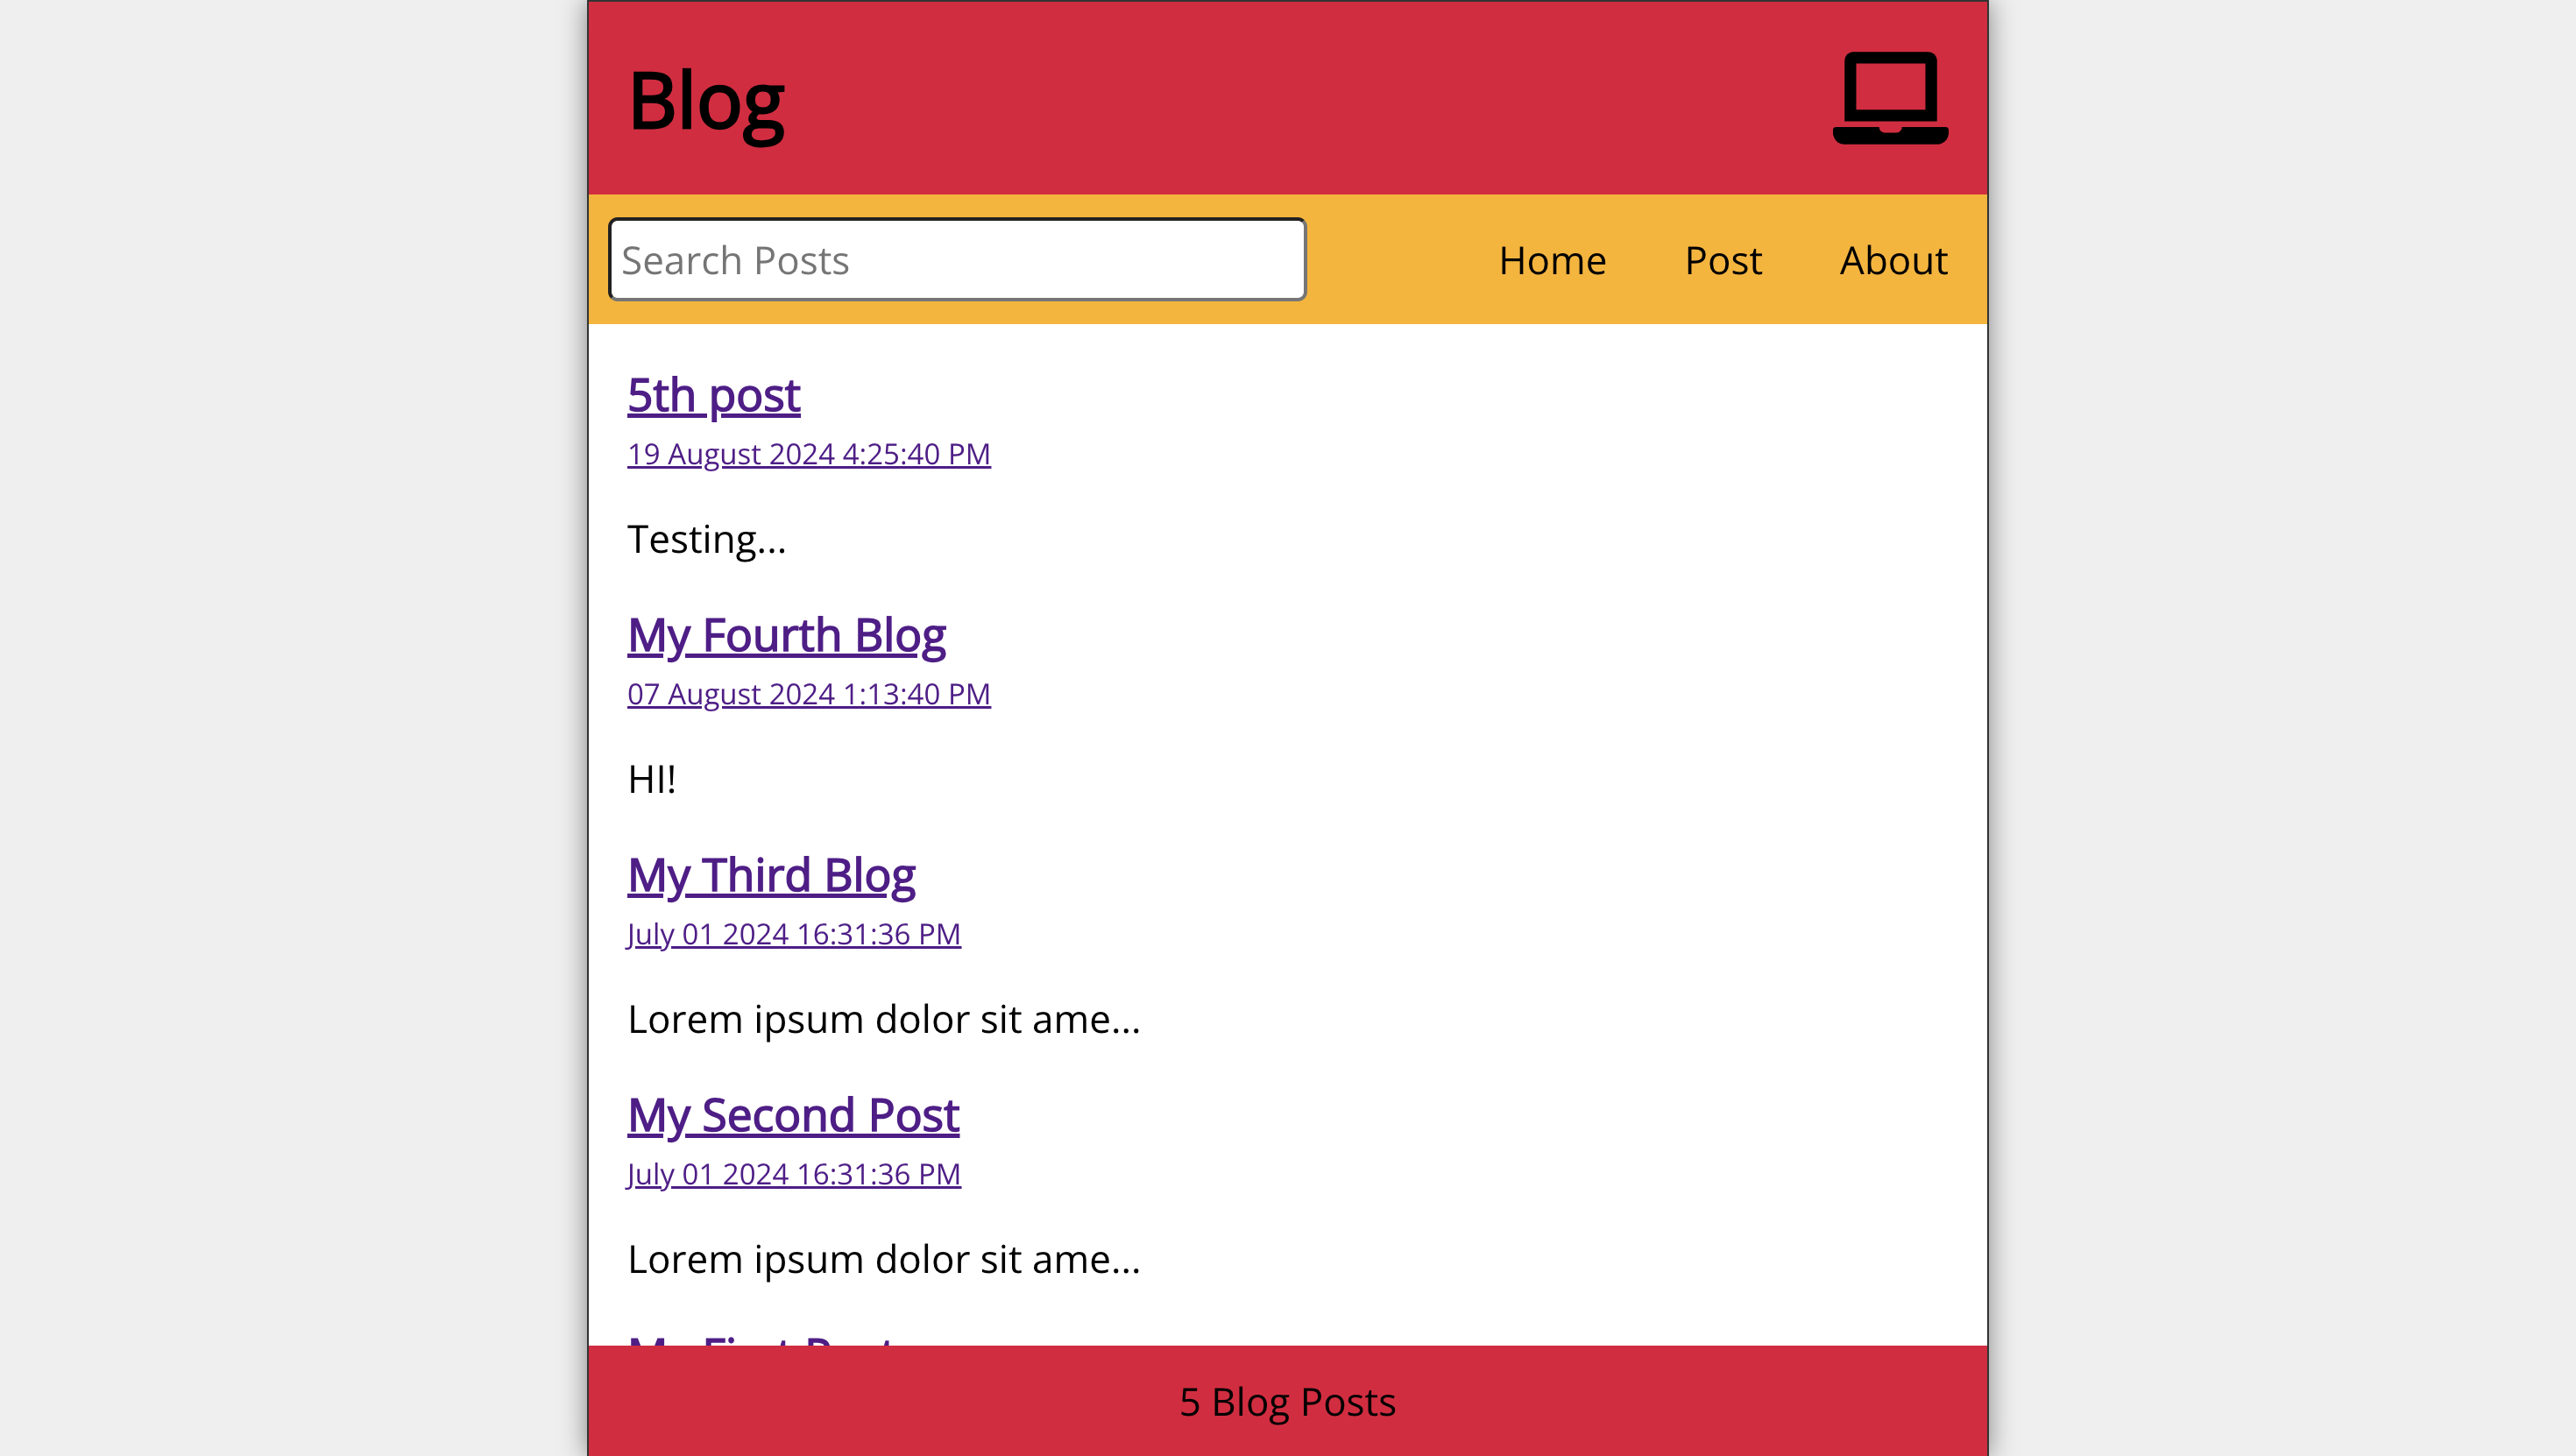 Blog
Search Posts
Home Post About
5th post
19 August 2024 4:25:40 PM
Testing...
My Fourth Blog
07 August 2024 1:13:40 PM
HI!
My Third Blog
July 01 2024 16:31:36 PM
Lorem ipsum dolor sit ame...
My Second Post
July 01 2024 16:31:36 PM
Lorem ipsum dolor sit ame...
My First Post
5 Blog Posts